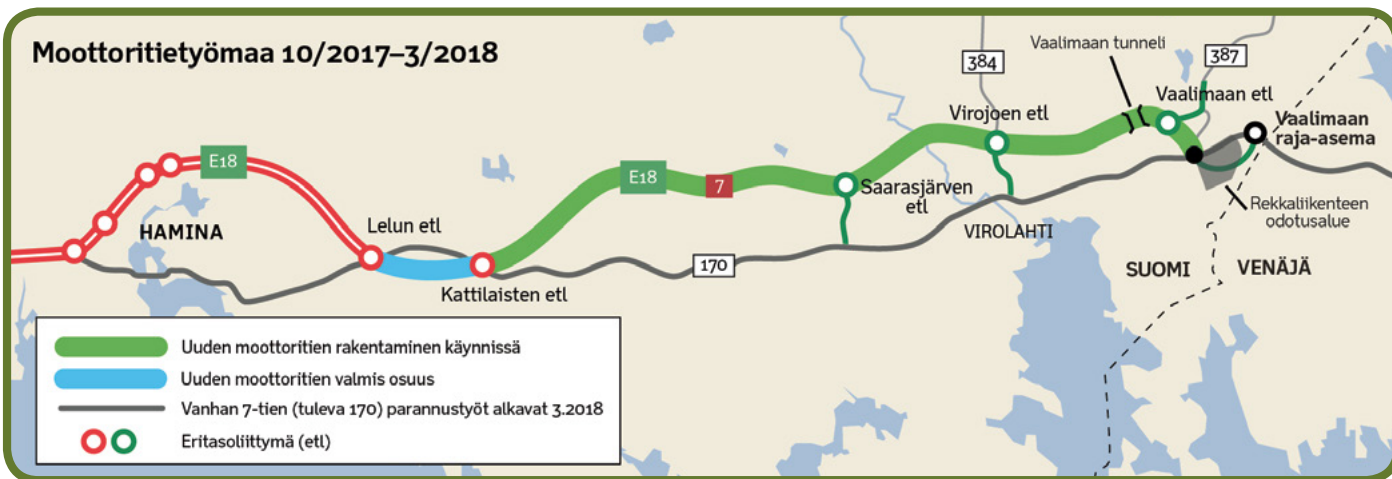 Moottoritietyömaa 10/2017–3/2018
Vaalimaan tunneli
384
387
Virojoen etl
Vaalimaan etl
Vaalimaan
raja-asema
E18
E18
7
Saarasjärven
etl
Rekkaliikenteen
odotusalue
HAMINA
Lelun etl
VIROLAHTI
170
SUOMI
VENÄJÄ
Kattilaisten etl
Uuden moottoritien rakentaminen käynnissä
Uuden moottoritien valmis osuus
Vanhan 7-tien (tuleva 170) parannustyöt alkavat 3.2018
Eritasoliittymä (etl)